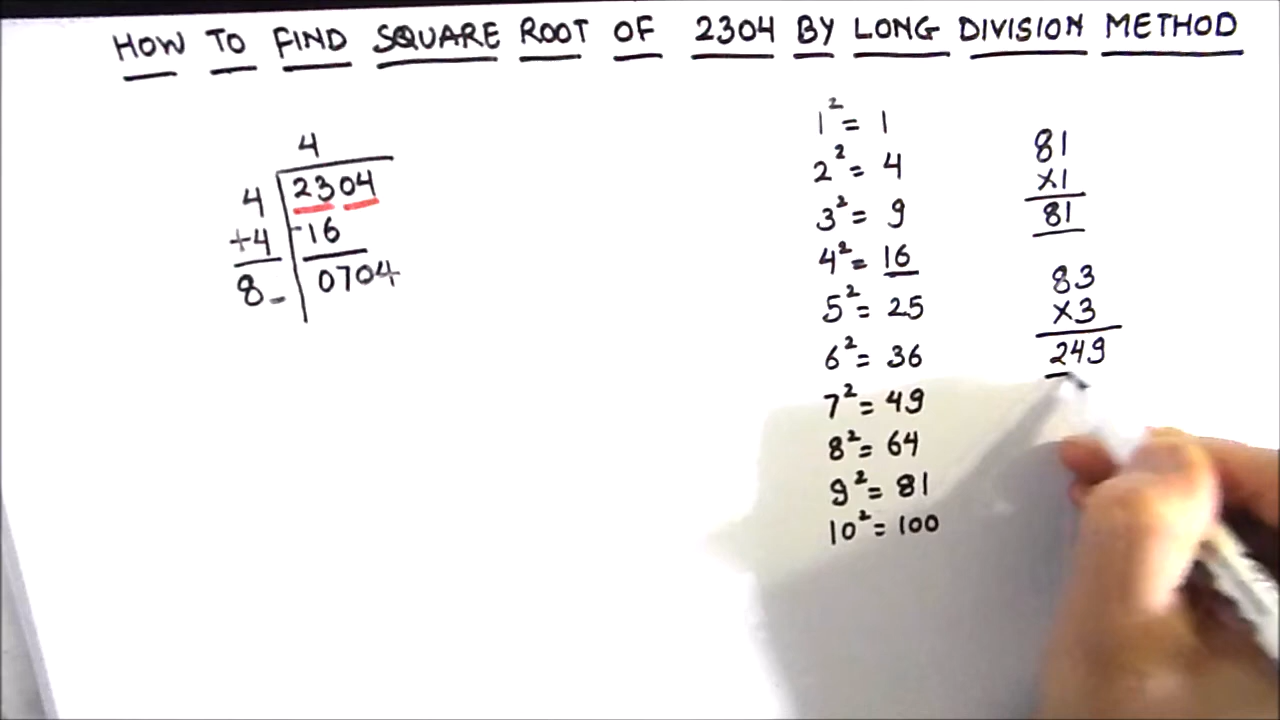 HOW TO FIND SQUARE ROOT OF 2304 BY LONG DIVISION METHOD
4
4 2304
+4 -16
8_ 0704
1² = 1
2² = 4
3² = 9
4² = 16
5² = 25
6² = 36
7² = 49
8² = 64
9² = 81
10² = 100
81
×1
81
83
×3
249